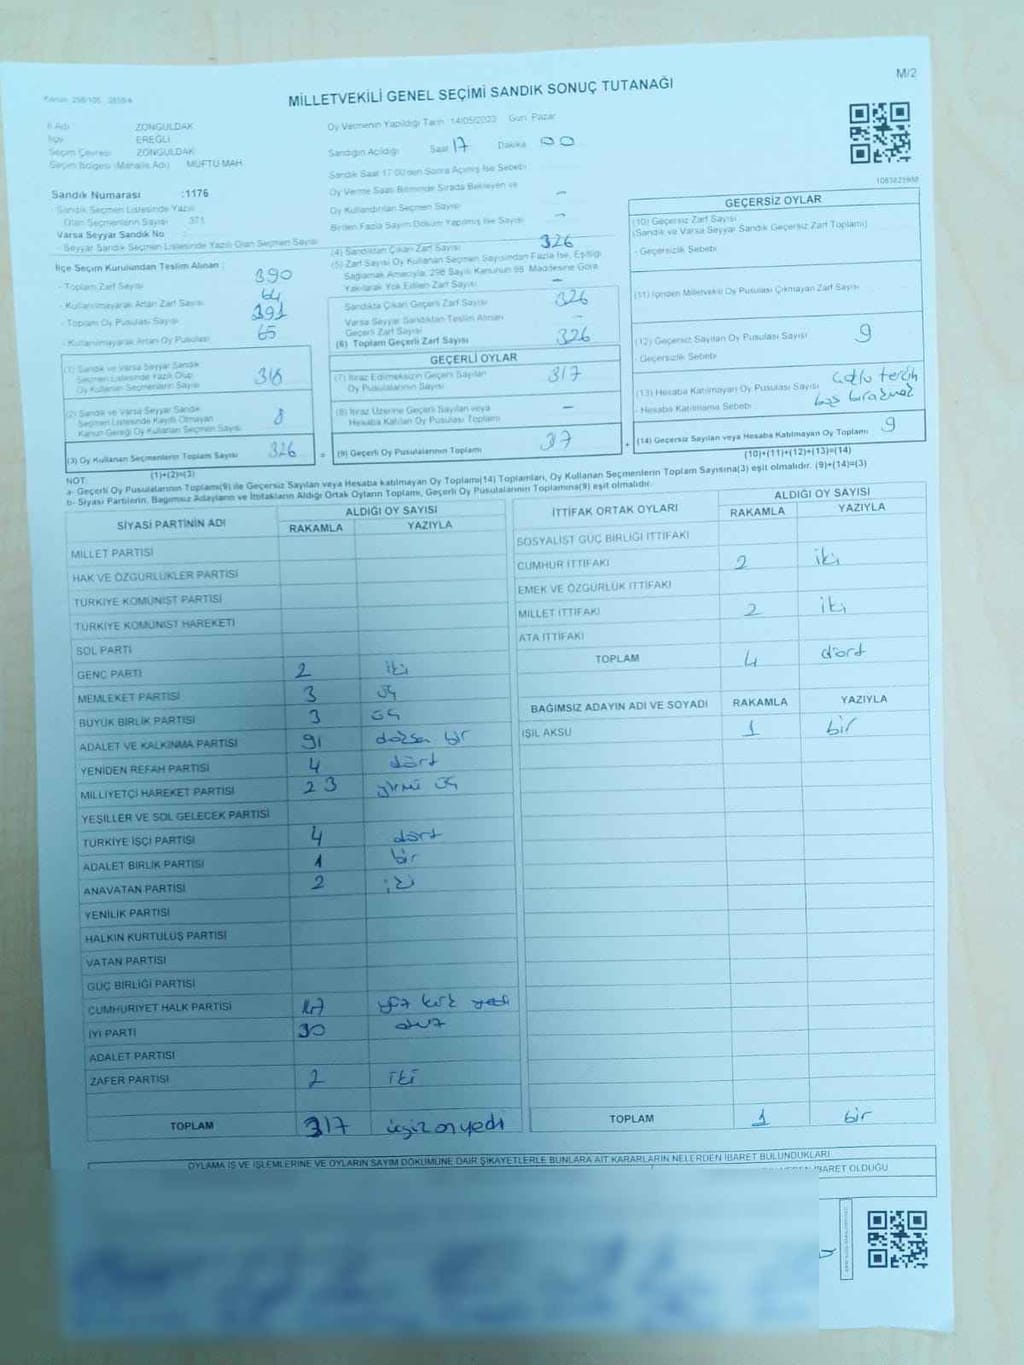 MİLLETVEKİLİ GENEL SEÇİMİ SANDIK SONUÇ TUTANAĞI
M/2
İl Adı ZONGULDAK
İlçe EREĞLİ
Seçim Çevresi ZONGULDAK
Seçim Bölgesi (Mahalle Adı) MÜFTÜ MAH
Sandık Numarası :1176
Sandık Seçmen Listesinde Yazılı
Olan Seçmenlerin Sayısı 371
Varsa Seyyar Sandık No
- Seyyar Sandık Seçmen Listesinde Yazılı Olan Seçmen Sayısı
Oy Vermenin Yapıldığı Tarih 14/05/2023 Gün: Pazar
Sandığın Açıldığı Saat 17 Dakika 00
Sandık Saat 17:00'den Sonra Açılmış İse Sebebi
Oy Verme Saati Bitiminde Sırada Bekleyen ve
Oy Kullandırılan Seçmen Sayısı –
Birden Fazla Sayım Döküm Yapılmış İse Sayısı –
İlçe Seçim Kurulundan Teslim Alınan :
- Toplam Zarf Sayısı 390
- Kullanılmayarak Artan Zarf Sayısı 64
- Toplam Oy Pusulası Sayısı 391
- Kullanılmayarak Artan Oy Pusulası 65
(1) Sandık ve Varsa Seyyar Sandık
Seçmen Listesinde Yazılı Olup
Oy Kullanan Seçmenlerin Sayısı 318
(2) Sandık ve Varsa Seyyar Sandık
Seçmen Listesinde Kayıtlı Olmayan
Kanun Gereği Oy Kullanan Seçmen Sayısı 8
(3) Oy Kullanan Seçmenlerin Toplam Sayısı 326
(1)+(2)=(3)
(4) Sandıktan Çıkan Zarf Sayısı 326
(5) Zarf Sayısı Oy Kullanan Seçmen Sayısından Fazla İse, Eşitliği
Sağlamak Amacıyla, 298 Sayılı Kanunun 98. Maddesine Göre
Yakılarak Yok Edilen Zarf Sayısı –
Sandıkta Çıkan Geçerli Zarf Sayısı 326
Varsa Seyyar Sandıktan Teslim Alınan
Geçerli Zarf Sayısı –
(6) Toplam Geçerli Zarf Sayısı 326
GEÇERLİ OYLAR
(7) İtiraz Edilmeksizin Geçerli Sayılan
Oy Pusulalarının Sayısı 317
(8) İtiraz Üzerine Geçerli Sayılan veya
Hesaba Katılan Oy Pusulası Toplamı –
(9) Geçerli Oy Pusulalarının Toplamı 317
1083823900
GEÇERSİZ OYLAR
(10) Geçersiz Zarf Sayısı
(Sandık ve Varsa Seyyar Sandık Geçersiz Zarf Toplamı)
- Geçersizlik Sebebi
(11) İçinden Milletvekili Oy Pusulası Çıkmayan Zarf Sayısı
(12) Geçersiz Sayılan Oy Pusulası Sayısı 9
- Geçersizlik Sebebi
(13) Hesaba Katılmayan Oy Pusulası Sayısı
- Hesaba Katılmama Sebebi
(14) Geçersiz Sayılan veya Hesaba Katılmayan Oy Toplamı 9
(10)+(11)+(12)+(13)=(14)
NOT:
a- Geçerli Oy Pusulalarının Toplamı(9) ile Geçersiz Sayılan veya Hesaba katılmayan Oy Toplamı(14) Toplamları, Oy Kullanan Seçmenlerin Toplam Sayısına(3) eşit olmalıdır. (9)+(14)=(3)
b- Siyasi Partilerin, Bağımsız Adayların ve İttifakların Aldığı Ortak Oyların Toplamı, Geçerli Oy Pusulalarının Toplamına(9) eşit olmalıdır.
SİYASİ PARTİNİN ADI ALDIĞI OY SAYISI
RAKAMLA YAZIYLA
MİLLET PARTİSİ
HAK VE ÖZGÜRLÜKLER PARTİSİ
TÜRKİYE KOMÜNİST PARTİSİ
TÜRKİYE KOMÜNİST HAREKETİ
SOL PARTİ
GENÇ PARTİ 2 iki
MEMLEKET PARTİSİ 3 üç
BÜYÜK BİRLİK PARTİSİ 3 üç
ADALET VE KALKINMA PARTİSİ 91 doksan bir
YENİDEN REFAH PARTİSİ 4 dört
MİLLİYETÇİ HAREKET PARTİSİ 23 yirmi üç
YEŞİLLER VE SOL GELECEK PARTİSİ
TÜRKİYE İŞÇİ PARTİSİ 4 dört
ADALET BİRLİK PARTİSİ 1 bir
ANAVATAN PARTİSİ 2 iki
YENİLİK PARTİSİ
HALKIN KURTULUŞ PARTİSİ
VATAN PARTİSİ
GÜÇ BİRLİĞİ PARTİSİ
CUMHURİYET HALK PARTİSİ 147 yüz kırk yedi
İYİ PARTİ 30 otuz
ADALET PARTİSİ
ZAFER PARTİSİ 2 iki
TOPLAM 317 üçyüz onyedi
İTTİFAK ORTAK OYLARI ALDIĞI OY SAYISI
RAKAMLA YAZIYLA
SOSYALİST GÜÇ BİRLİĞİ İTTİFAKI
CUMHUR İTTİFAKI 2 iki
EMEK VE ÖZGÜRLÜK İTTİFAKI
MİLLET İTTİFAKI 2 iki
ATA İTTİFAKI
TOPLAM 4 dört
BAĞIMSIZ ADAYIN ADI VE SOYADI RAKAMLA YAZIYLA
IŞIL AKSU 1 bir
TOPLAM 1 bir
OYLAMA İŞ VE İŞLEMLERİNE VE OYLARIN SAYIM DÖKÜMÜNE DAİR ŞİKAYETLERLE BUNLARA AİT KARARLARIN NELERDEN İBARET BULUNDUKLARI
İBARET OLDUĞU